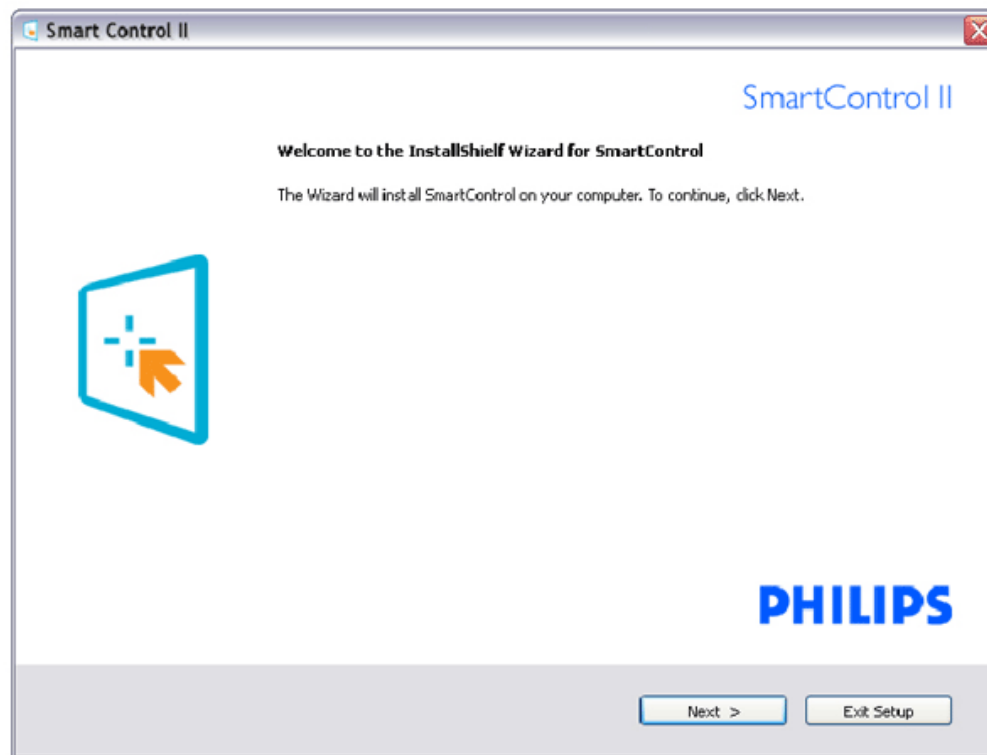 Smart Control II
SmartControl II
Welcome to the InstallShielf Wizard for SmartControl
The Wizard will install SmartControl on your computer. To continue, click Next.
PHILIPS
Next >
Exit Setup